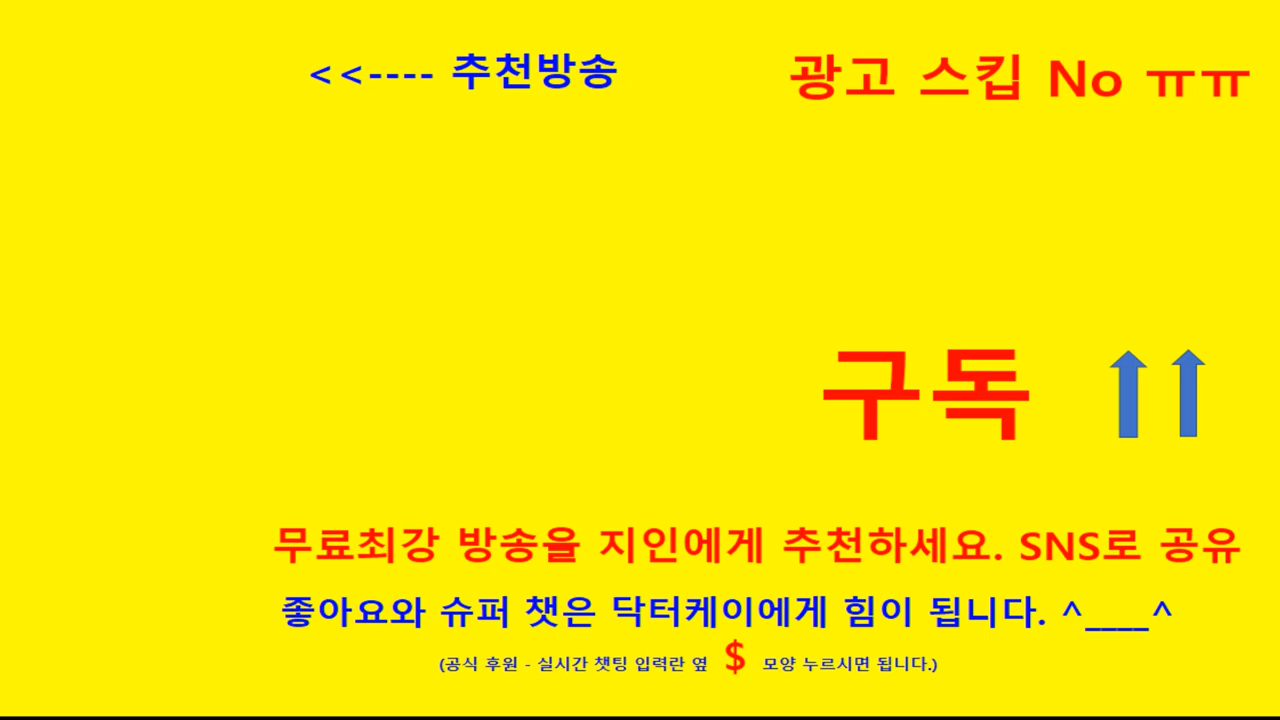 <<---- 추천방송
광고 스킵 No ㅠㅠ
구독
무료최강 방송을 지인에게 추천하세요. SNS로 공유
좋아요와 슈퍼 챗은 닥터케이에게 힘이 됩니다. ^____^
(공식 후원 - 실시간 챗팅 입력란 옆 $ 모양 누르시면 됩니다.)